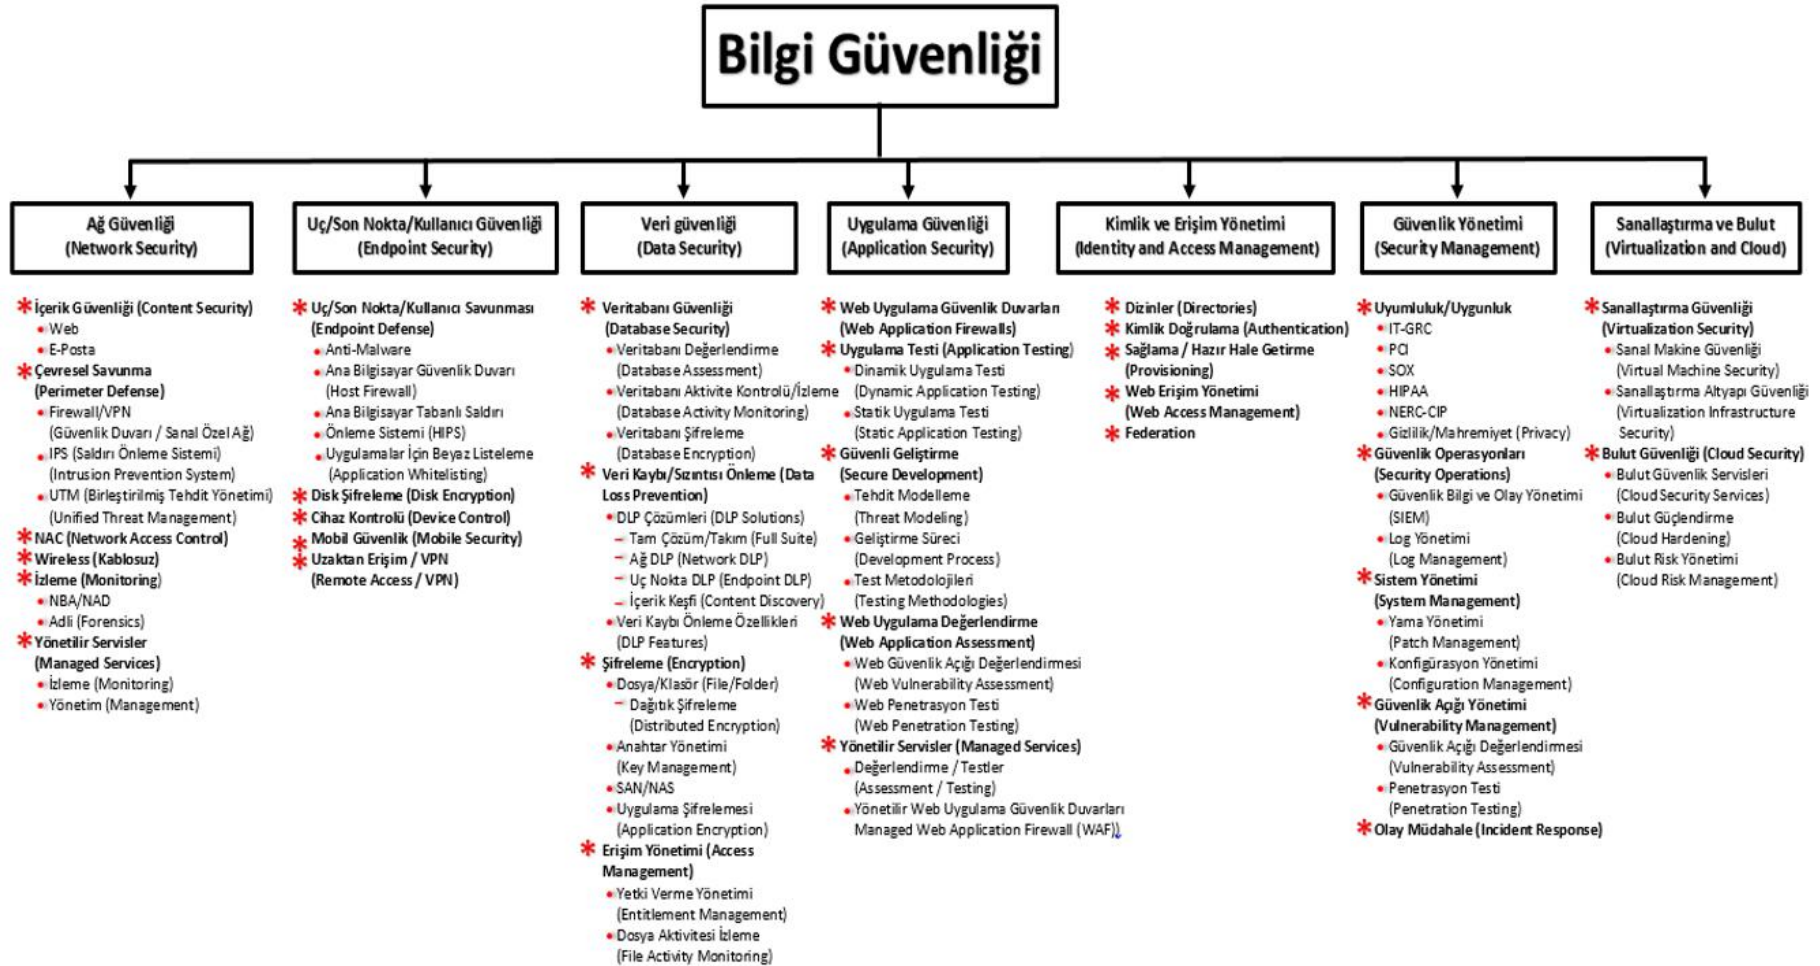 Bilgi Güvenliği
Ağ Güvenliği
(Network Security)
Uç/Son Nokta/Kullanıcı Güvenliği
(Endpoint Security)
Veri güvenliği
(Data Security)
Uygulama Güvenliği
(Application Security)
Kimlik ve Erişim Yönetimi
(Identity and Access Management)
Güvenlik Yönetimi
(Security Management)
Sanallaştırma ve Bulut
(Virtualization and Cloud)
İçerik Güvenliği (Content Security)
Web
E-Posta
Çevresel Savunma
(Perimeter Defense)
Firewall/VPN
(Güvenlik Duvarı / Sanal Özel Ağ)
IPS (Saldırı Önleme Sistemi)
(Intrusion Prevention System)
UTM (Birleştirilmiş Tehdit Yönetimi)
(Unified Threat Management)
NAC (Network Access Control)
Wireless (Kablosuz)
İzleme (Monitoring)
NBA/NAD
Adli (Forensics)
Yönetilir Servisler
(Managed Services)
İzleme (Monitoring)
Yönetim (Management)
Uç/Son Nokta/Kullanıcı Savunması
(Endpoint Defense)
Anti-Malware
Ana Bilgisayar Güvenlik Duvarı
(Host Firewall)
Ana Bilgisayar Tabanlı Saldırı
Önleme Sistemi (HIPS)
Uygulamalar İçin Beyaz Listeleme
(Application Whitelisting)
Disk Şifreleme (Disk Encryption)
Cihaz Kontrolü (Device Control)
Mobil Güvenlik (Mobile Security)
Uzaktan Erişim / VPN
(Remote Access / VPN)
Veritabanı Güvenliği
(Database Security)
Veritabanı Değerlendirme
(Database Assessment)
Veritabanı Aktivite Kontrolü/İzleme
(Database Activity Monitoring)
Veritabanı Şifreleme
(Database Encryption)
Veri Kaybı/Sızıntısı Önleme (Data
Loss Prevention)
DLP Çözümleri (DLP Solutions)
Tam Çözüm/Takım (Full Suite)
Ağ DLP (Network DLP)
Uç Nokta DLP (Endpoint DLP)
İçerik Keşfi (Content Discovery)
Veri Kaybı Önleme Özellikleri
(DLP Features)
Şifreleme (Encryption)
Dosya/Klasör (File/Folder)
Dağıtık Şifreleme
(Distributed Encryption)
Anahtar Yönetimi
(Key Management)
SAN/NAS
Uygulama Şifrelemesi
(Application Encryption)
Erişim Yönetimi (Access
Management)
Yetki Verme Yönetimi
(Entitlement Management)
Dosya Aktivitesi İzleme
(File Activity Monitoring)
Web Uygulama Güvenlik Duvarları
(Web Application Firewalls)
Uygulama Testi (Application Testing)
Dinamik Uygulama Testi
(Dynamic Application Testing)
Statik Uygulama Testi
(Static Application Testing)
Güvenli Geliştirme
(Secure Development)
Tehdit Modelleme
(Threat Modeling)
Geliştirme Süreci
(Development Process)
Test Metodolojileri
(Testing Methodologies)
Web Uygulama Değerlendirme
(Web Application Assessment)
Web Güvenlik Açığı Değerlendirmesi
(Web Vulnerability Assessment)
Web Penetrasyon Testi
(Web Penetration Testing)
Yönetilir Servisler (Managed Services)
Değerlendirme / Testler
(Assessment / Testing)
Yönetilir Web Uygulama Güvenlik Duvarları
Managed Web Application Firewall (WAF))
Dizinler (Directories)
Kimlik Doğrulama (Authentication)
Sağlama / Hazır Hale Getirme
(Provisioning)
Web Erişim Yönetimi
(Web Access Management)
Federation
Uyumluluk/Uygunluk
IT-GRC
PCI
SOX
HIPAA
NERC-CIP
Gizlilik/Mahremiyet (Privacy)
Güvenlik Operasyonları
(Security Operations)
Güvenlik Bilgi ve Olay Yönetimi
(SIEM)
Log Yönetimi
(Log Management)
Sistem Yönetimi
(System Management)
Yama Yönetimi
(Patch Management)
Konfigürasyon Yönetimi
(Configuration Management)
Güvenlik Açığı Yönetimi
(Vulnerability Management)
Güvenlik Açığı Değerlendirmesi
(Vulnerability Assessment)
Penetrasyon Testi
(Penetration Testing)
Olay Müdahale (Incident Response)
Sanallaştırma Güvenliği
(Virtualization Security)
Sanal Makine Güvenliği
(Virtual Machine Security)
Sanallaştırma Altyapı Güvenliği
(Virtualization Infrastructure
Security)
Bulut Güvenliği (Cloud Security)
Bulut Güvenlik Servisleri
(Cloud Security Services)
Bulut Güçlendirme
(Cloud Hardening)
Bulut Risk Yönetimi
(Cloud Risk Management)